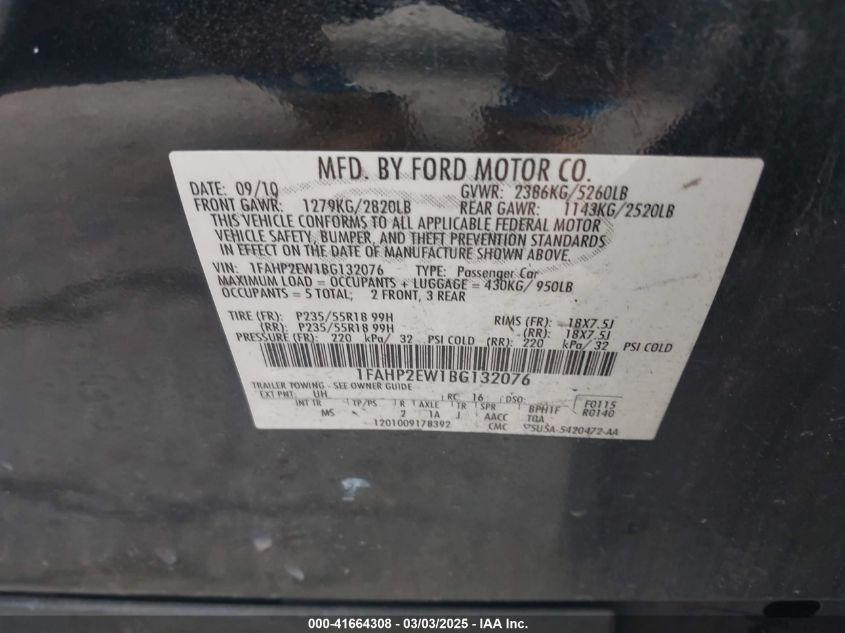 MFD. BY FORD MOTOR CO.
DATE: 09/10 GVWR: 2386KG/5260LB
FRONT GAWR: 1279KG/2820LB REAR GAWR: 1143KG/2520LB
THIS VEHICLE CONFORMS TO ALL APPLICABLE FEDERAL MOTOR
VEHICLE SAFETY, BUMPER, AND THEFT PREVENTION STANDARDS
IN EFFECT ON THE DATE OF MANUFACTURE SHOWN ABOVE.
VIN: 1FAHP2EW1BG132076 TYPE: Passenger Car
MAXIMUM LOAD = OCCUPANTS + LUGGAGE = 430KG/ 950LB
OCCUPANTS = 5 TOTAL; 2 FRONT, 3 REAR
TIRE (FR): P235/55R18 99H RIMS (FR): 18X7.5J
(RR): P235/55R18 99H (RR): 18X7.5J
PRESSURE (FR): 220 kPa/ 32 PSI COLD (RR): 220 kPa/ 32 PSI COLD
1FAHP2EW1BG132076
TRAILER TOWING - SEE OWNER GUIDE
EXT PNT: UH RC: 16 DSO: F0115
INT TR TP/PS R AXLE TR SPR BPH1F R0140
MS 2 1A J AACC TQA
1201009178392 CMC 5U5A-5420472-AA
000-41664308 - 03/03/2025 - IAA Inc.